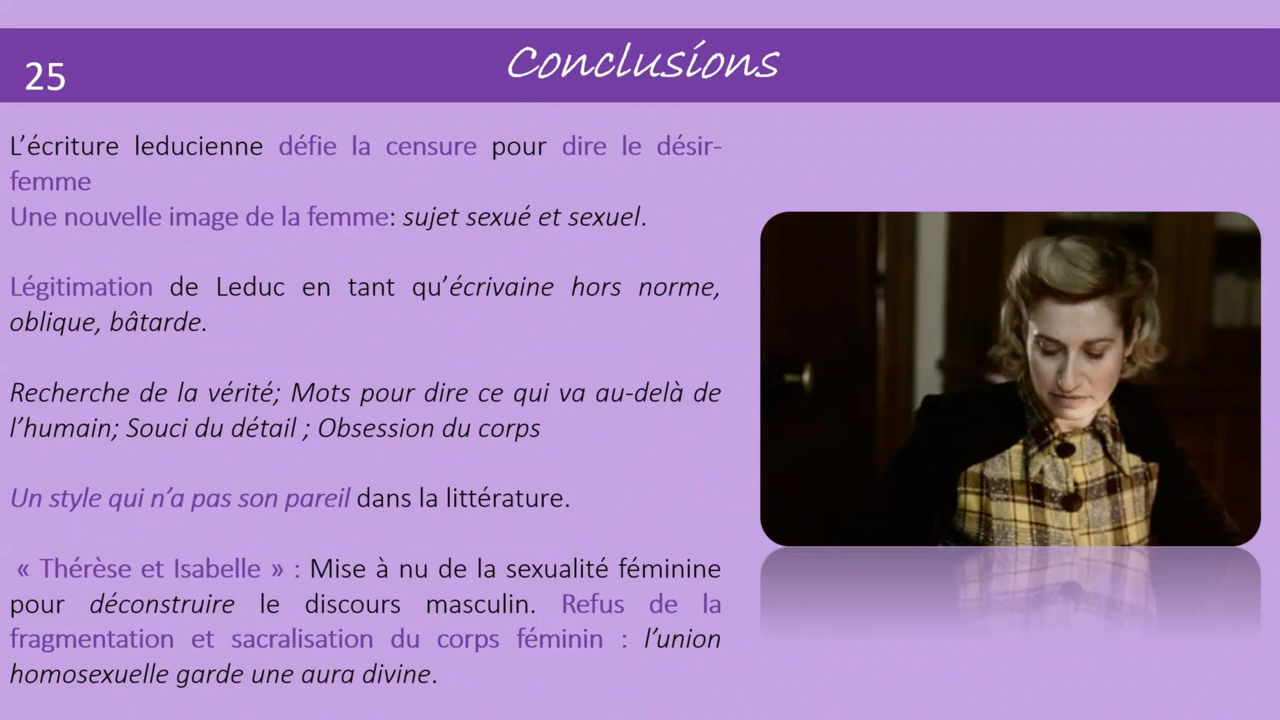 25
Conclusions
L’écriture leducienne défie la censure pour dire le désir-
femme
Une nouvelle image de la femme: sujet sexué et sexuel.
Légitimation de Leduc en tant qu’écrivaine hors norme,
oblique, bâtarde.
Recherche de la vérité; Mots pour dire ce qui va au-delà de
l’humain; Souci du détail ; Obsession du corps
Un style qui n’a pas son pareil dans la littérature.
« Thérèse et Isabelle » : Mise à nu de la sexualité féminine
pour déconstruire le discours masculin. Refus de la
fragmentation et sacralisation du corps féminin : l’union
homosexuelle garde une aura divine.